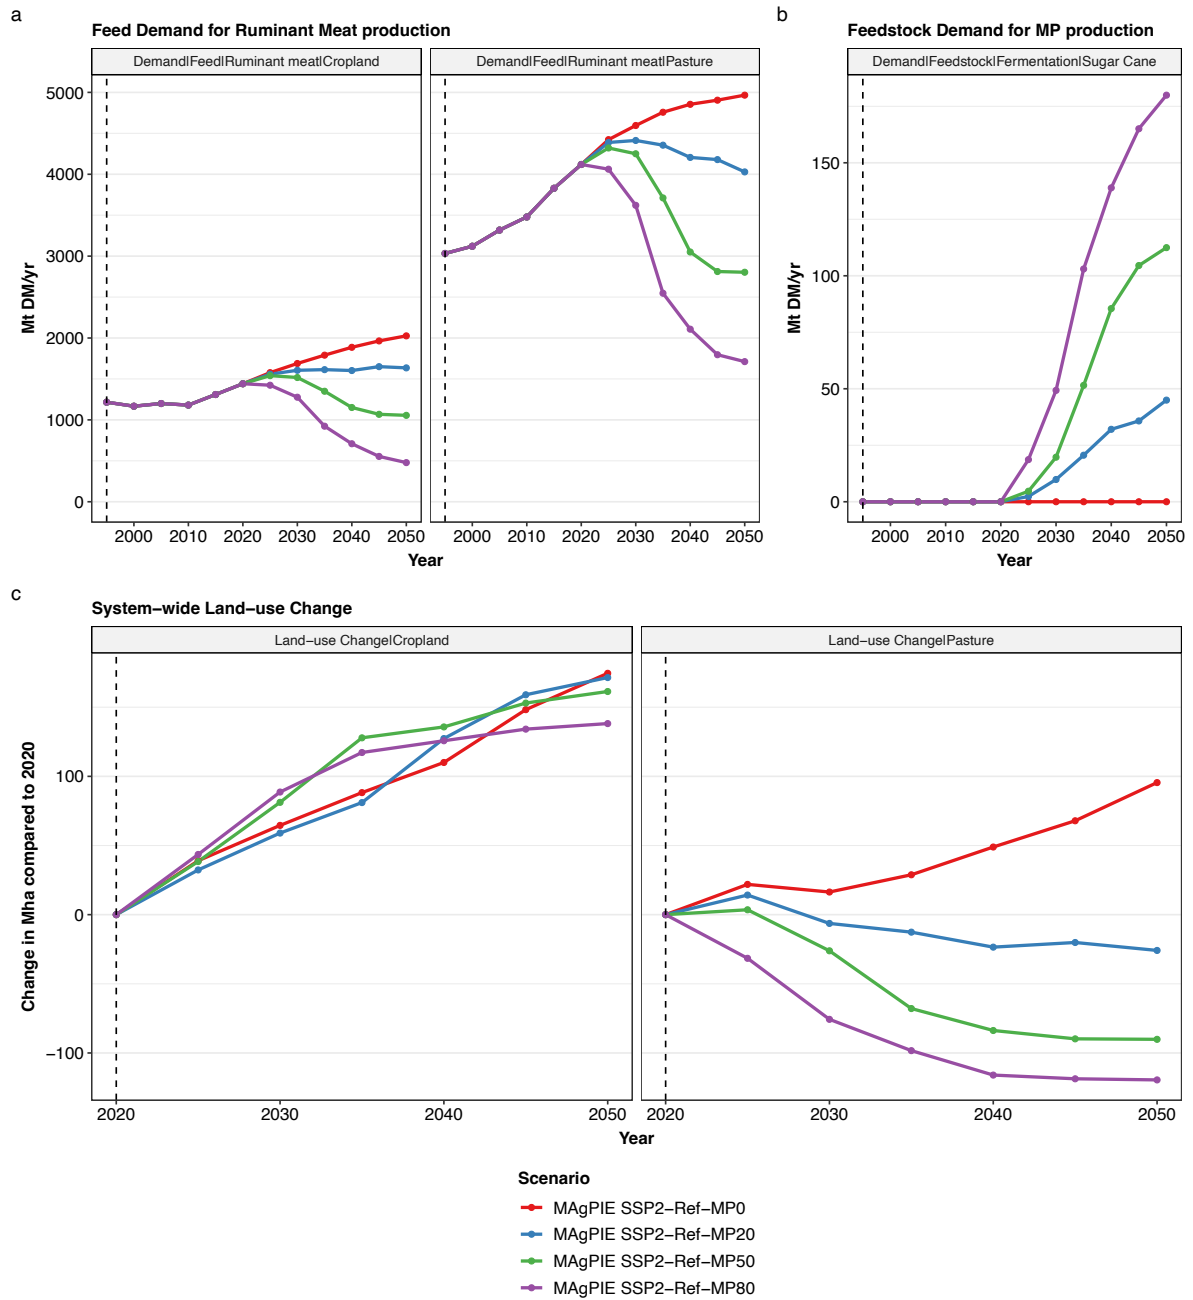 a
Feed Demand for Ruminant Meat production
Demand|Feed|Ruminant meat|Cropland
Demand|Feed|Ruminant meat|Pasture
Mt DM/yr
5000
4000
3000
2000
1000
0
2000 2010 2020 2030 2040 2050
2000 2010 2020 2030 2040 2050
Year
b
Feedstock Demand for MP production
Demand|Feedstock|Fermentation|Sugar Cane
Mt DM/yr
150
100
50
0
2000 2010 2020 2030 2040 2050
Year
c
System−wide Land−use Change
Land−use Change|Cropland
Land−use Change|Pasture
Change in Mha compared to 2020
100
0
−100
2020 2030 2040 2050
2020 2030 2040 2050
Year
Scenario
MAgPIE SSP2−Ref−MP0
MAgPIE SSP2−Ref−MP20
MAgPIE SSP2−Ref−MP50
MAgPIE SSP2−Ref−MP80